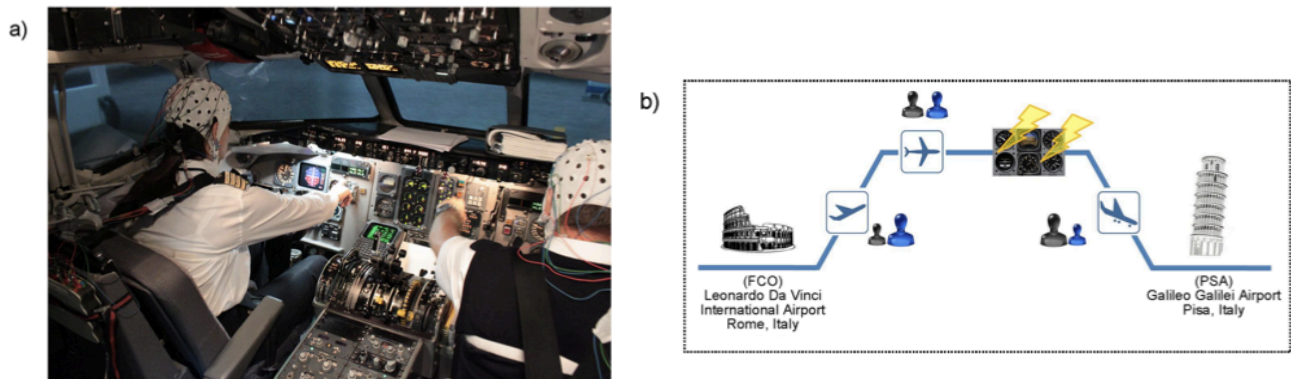 a)
b)
(FCO)
Leonardo Da Vinci
International Airport
Rome, Italy
(PSA)
Galileo Galilei Airport
Pisa, Italy